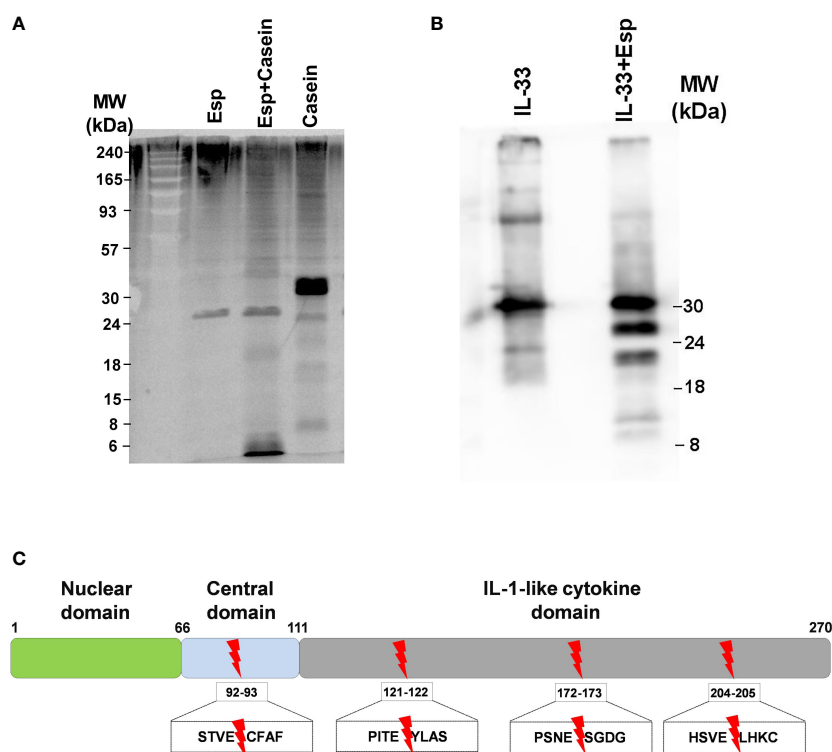 A
MW
(kDa)
Esp
Esp+Casein
Casein
240
165
93
57
30
24
18
15
8
6
B
IL-33
IL-33+Esp
MW
(kDa)
30
24
18
8
C
Nuclear
domain
Central
domain
IL-1-like cytokine
domain
1
66
111
270
92-93
121-122
172-173
204-205
STVE CFAF
PITE YLAS
PSNE SGDG
HSVE LHKC